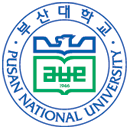 부산대학교
PUSAN NATIONAL UNIVERSITY
1946